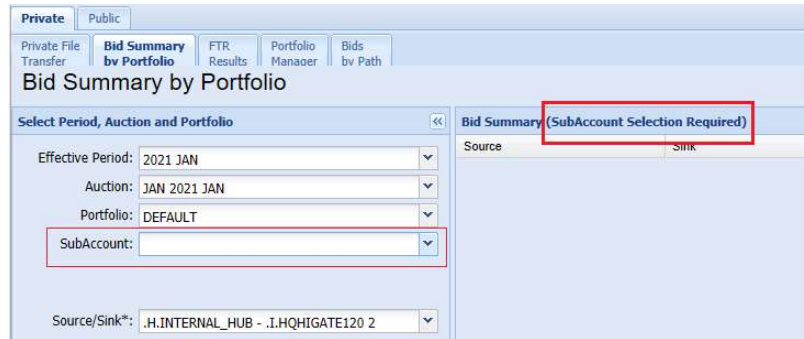 Private Public
Private File Transfer Bid Summary by Portfolio FTR Results Portfolio Manager Bids by Path
Bid Summary by Portfolio
Select Period, Auction and Portfolio
Bid Summary (SubAccount Selection Required)
Source Sink
Effective Period: 2021 JAN
Auction: JAN 2021 JAN
Portfolio: DEFAULT
SubAccount:
Source/Sink*: .H.INTERNAL_HUB - .I.HQHIGATE120 2